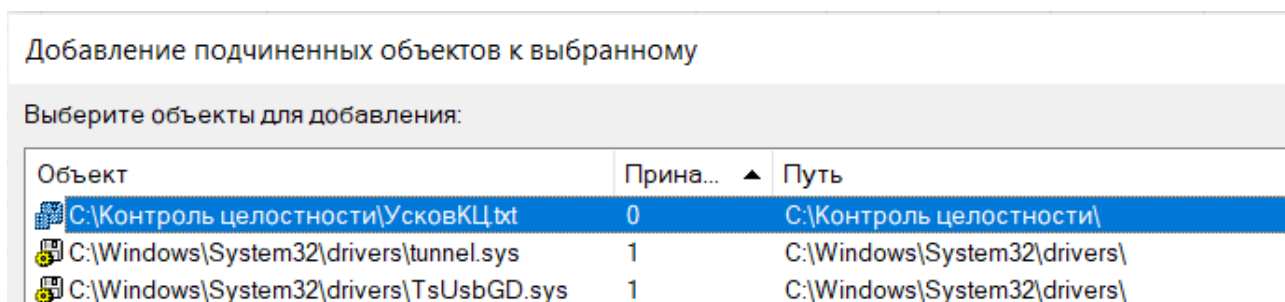 Добавление подчиненных объектов к выбранному
Выберите объекты для добавления:
Объект Прина... Путь
C:\Контроль целостности\УсковКЦ.txt 0 C:\Контроль целостности\
C:\Windows\System32\drivers\tunnel.sys 1 C:\Windows\System32\drivers\
C:\Windows\System32\drivers\TsUsbGD.sys 1 C:\Windows\System32\drivers\